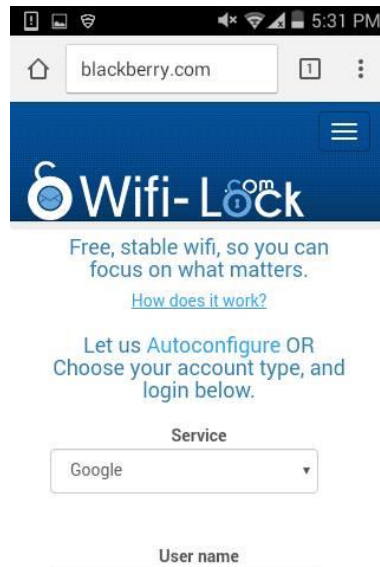 5:31 PM
blackberry.com
1
Wifi-Lock
.com
Free, stable wifi, so you can
focus on what matters.
How does it work?
Let us Autoconfigure OR
Choose your account type, and
login below.
Service
Google
User name